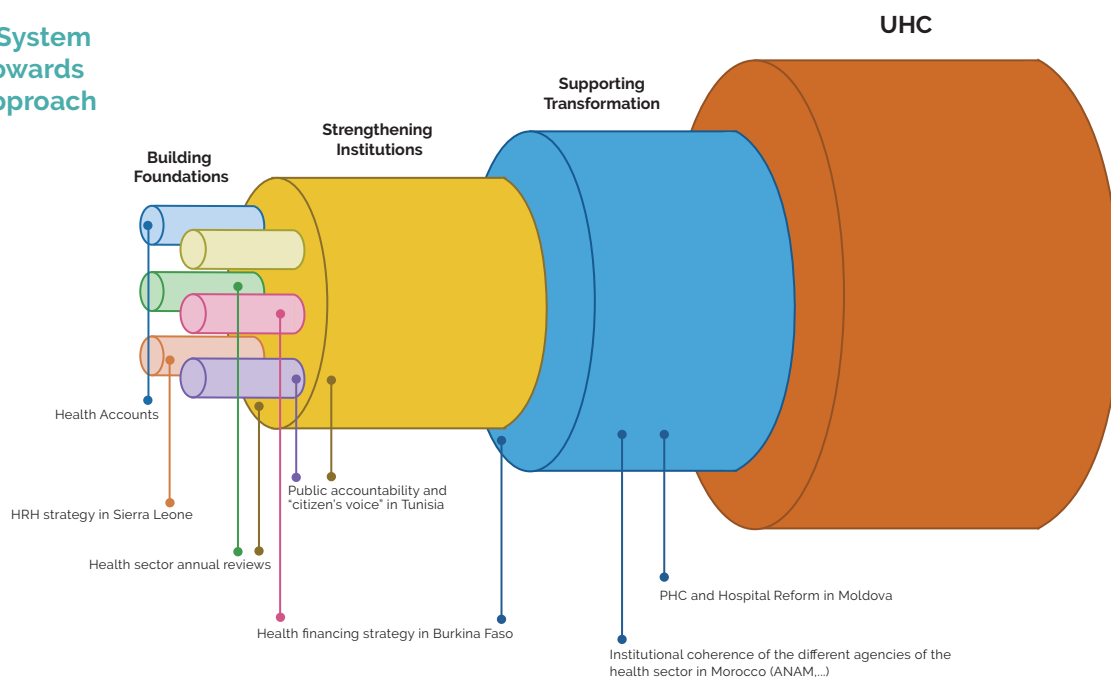 System
owards
pproach
UHC
Supporting
Transformation
Strengthening
Institutions
Building
Foundations
Health Accounts
Public accountability and
“citizen’s voice” in Tunisia
HRH strategy in Sierra Leone
Health sector annual reviews
PHC and Hospital Reform in Moldova
Health financing strategy in Burkina Faso
Institutional coherence of the different agencies of the
health sector in Morocco (ANAM,...)